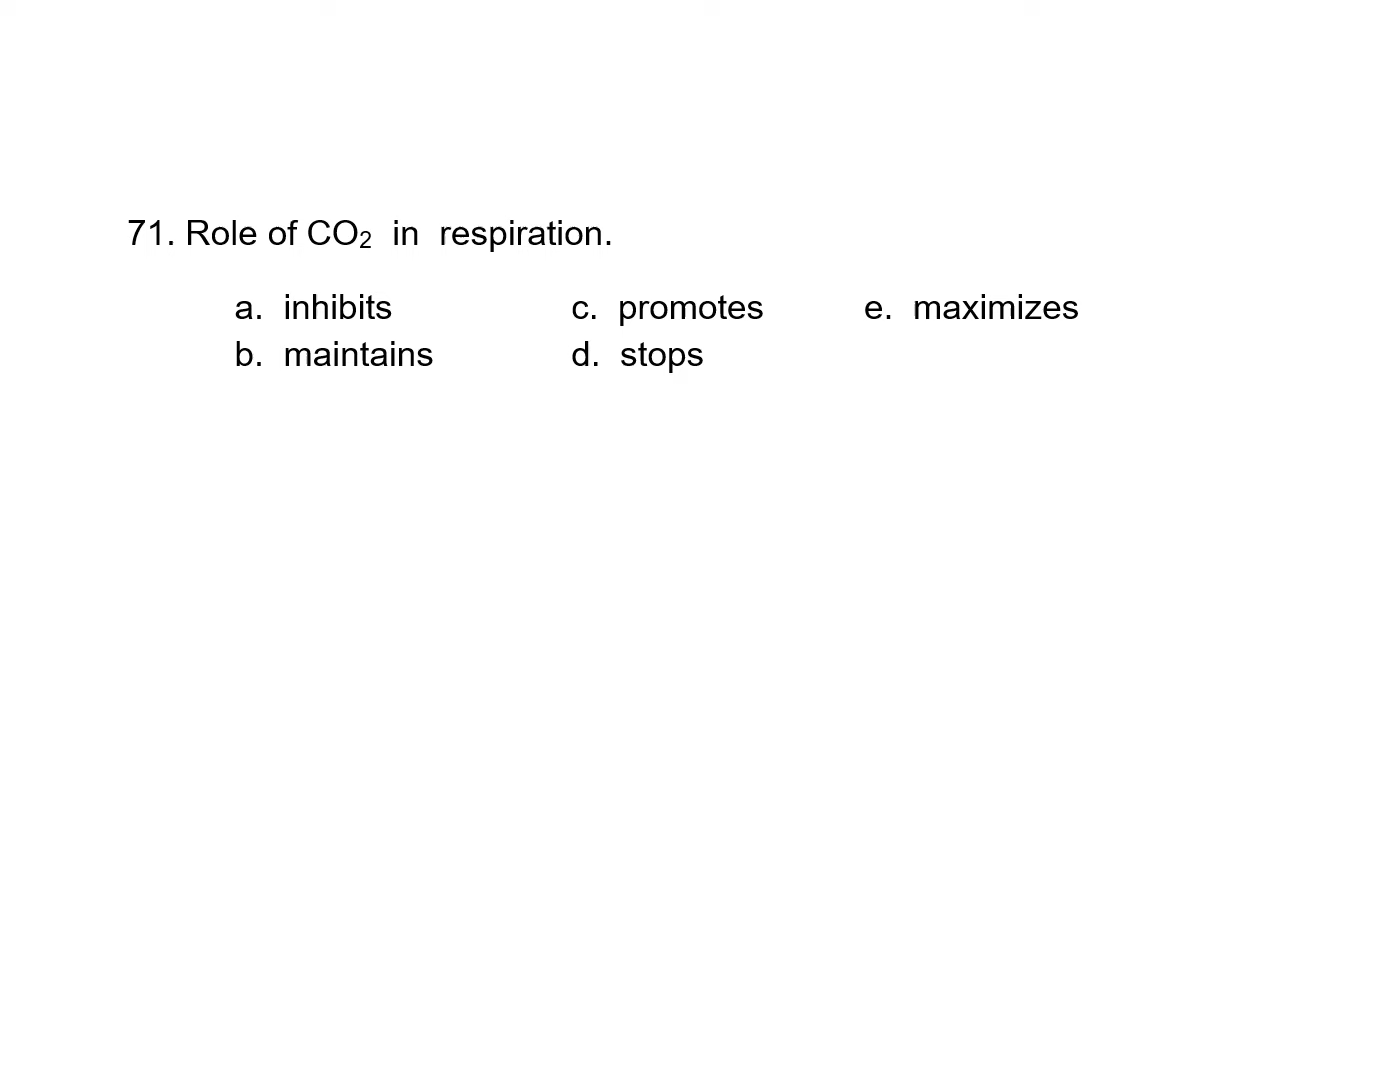 71. Role of CO₂ in respiration.
a. inhibits c. promotes e. maximizes
b. maintains d. stops